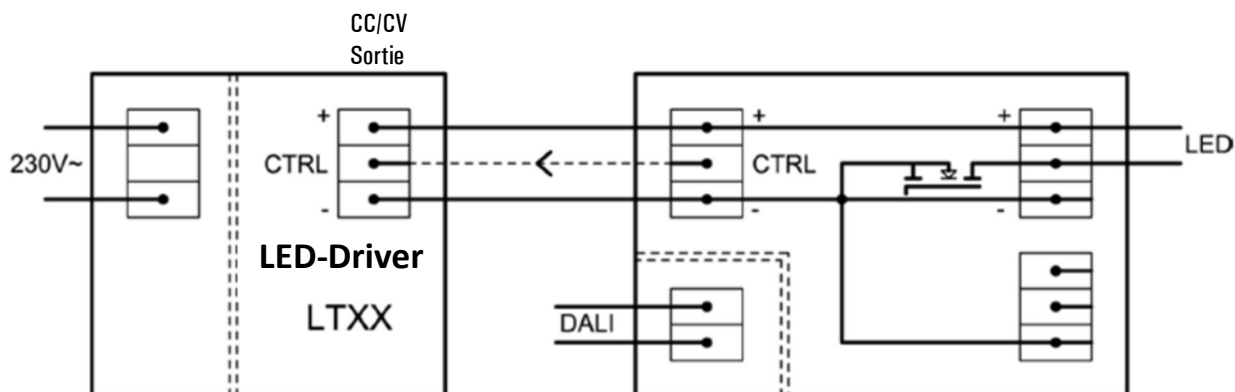 CC/CV
Sortie
+
+
+
230V~
CTRL
CTRL
LED
-
-
-
LED-Driver
LTXX
DALI